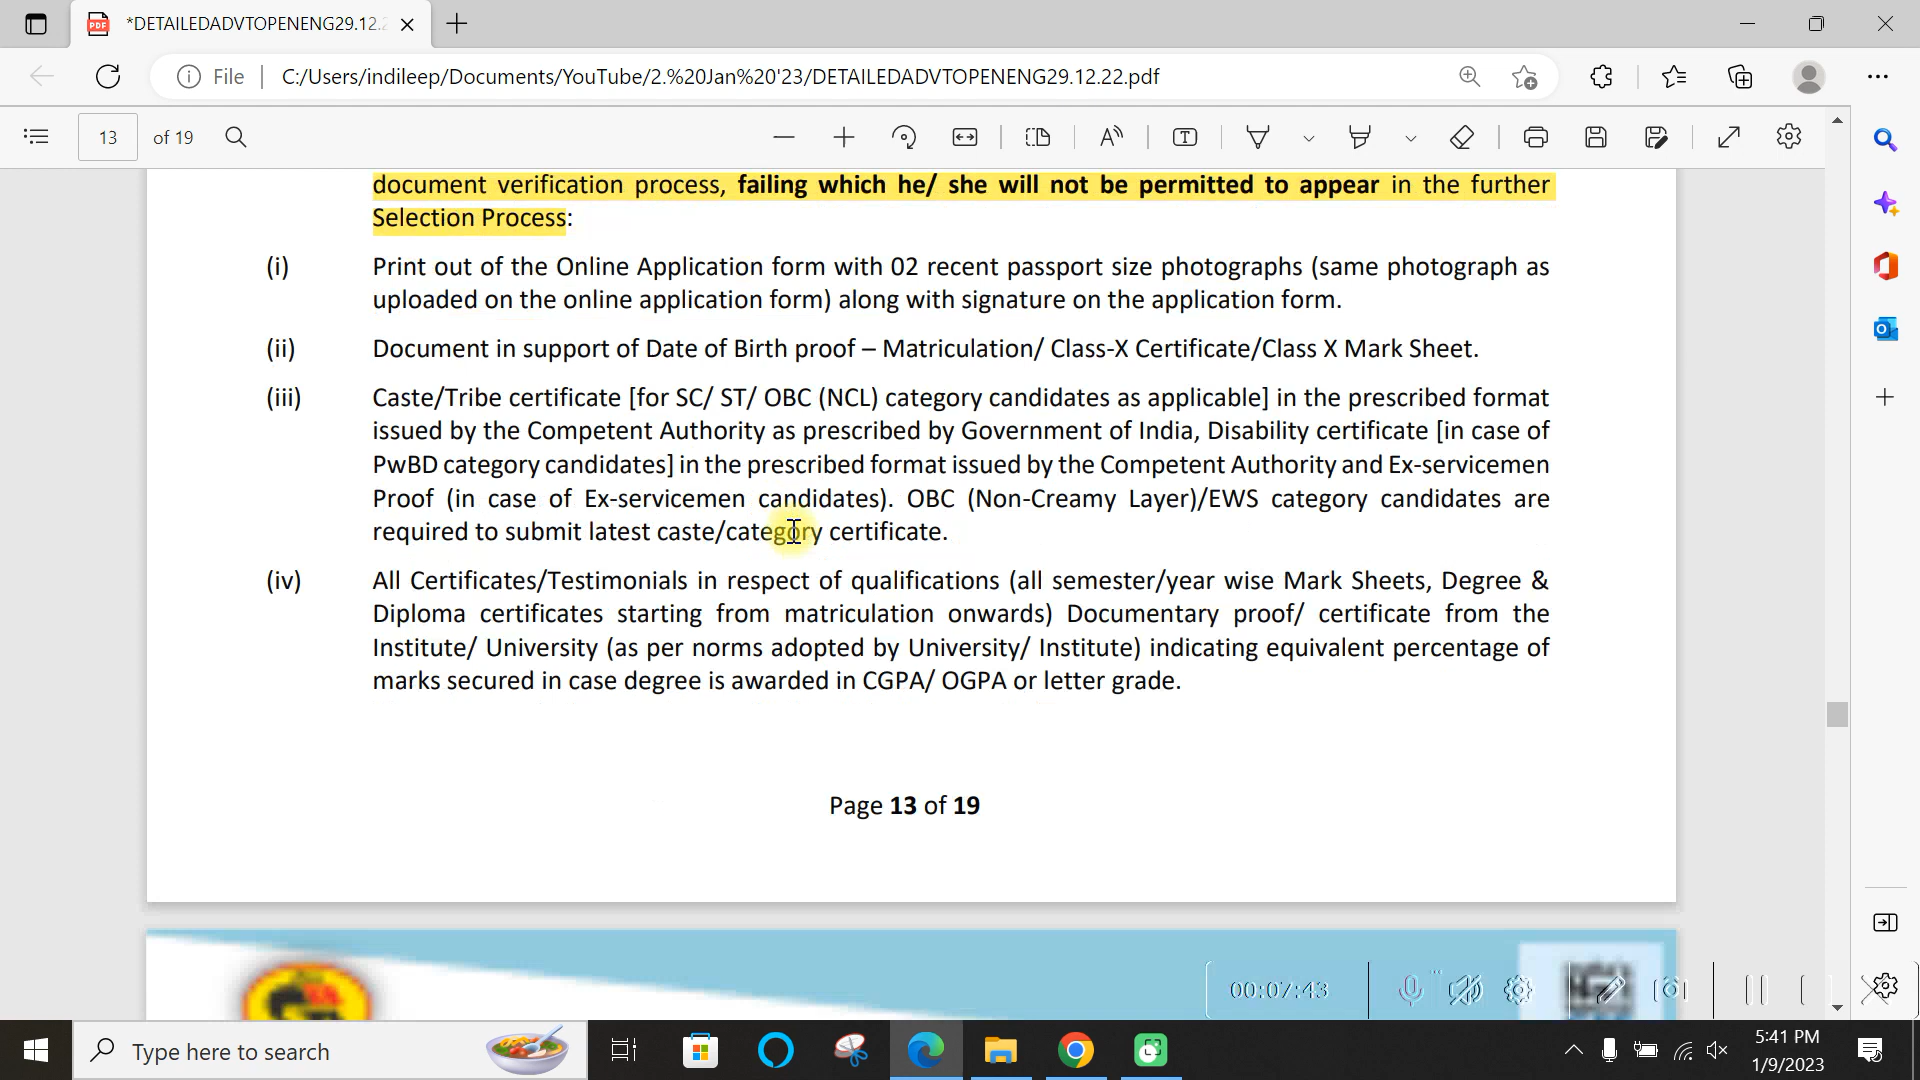 *DETAILEDADVTOPENENG29.12.2
File
C:/Users/indileep/Documents/YouTube/2.%20Jan%20'23/DETAILEDADVTOPENENG29.12.22.pdf
13 of 19
document verification process, failing which he/ she will not be permitted to appear in the further
Selection Process:
(i) Print out of the Online Application form with 02 recent passport size photographs (same photograph as
uploaded on the online application form) along with signature on the application form.
(ii) Document in support of Date of Birth proof – Matriculation/ Class-X Certificate/Class X Mark Sheet.
(iii) Caste/Tribe certificate [for SC/ ST/ OBC (NCL) category candidates as applicable] in the prescribed format
issued by the Competent Authority as prescribed by Government of India, Disability certificate [in case of
PwBD category candidates] in the prescribed format issued by the Competent Authority and Ex-servicemen
Proof (in case of Ex-servicemen candidates). OBC (Non-Creamy Layer)/EWS category candidates are
required to submit latest caste/category certificate.
(iv) All Certificates/Testimonials in respect of qualifications (all semester/year wise Mark Sheets, Degree &
Diploma certificates starting from matriculation onwards) Documentary proof/ certificate from the
Institute/ University (as per norms adopted by University/ Institute) indicating equivalent percentage of
marks secured in case degree is awarded in CGPA/ OGPA or letter grade.
Page 13 of 19
00:07:43
Type here to search
5:41 PM
1/9/2023